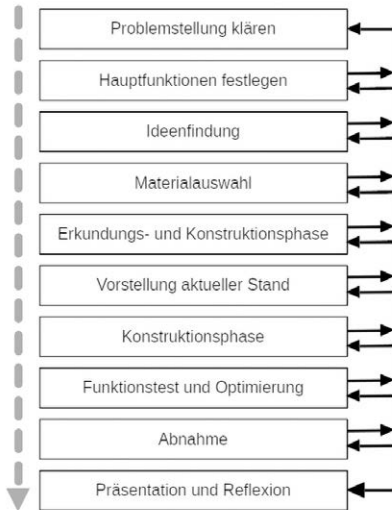 Problemstellung klären
Hauptfunktionen festlegen
Ideenfindung
Materialauswahl
Erkundungs- und Konstruktionsphase
Vorstellung aktueller Stand
Konstruktionsphase
Funktionstest und Optimierung
Abnahme
Präsentation und Reflexion